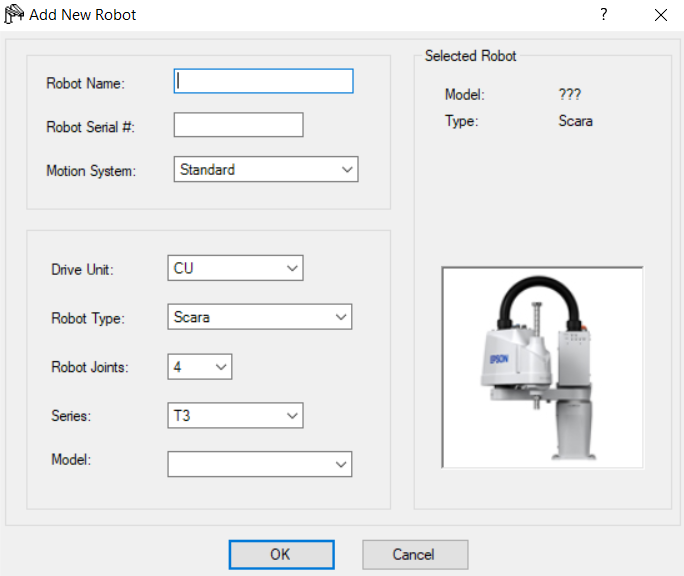 Add New Robot
?
Robot Name:
Robot Serial #:
Motion System: Standard
Drive Unit: CU
Robot Type: Scara
Robot Joints: 4
Series: T3
Model:
Selected Robot
Model: ???
Type: Scara
EPSON
OK Cancel